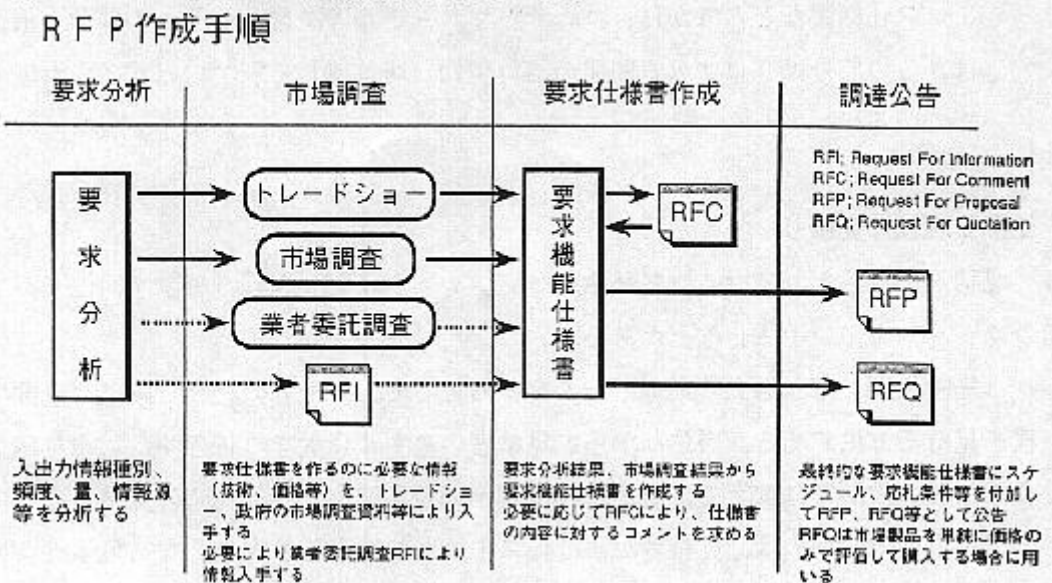 RFP作成手順
要求分析
市場調査
要求仕様書作成
調達公告
要求分析
トレードショー
市場調査
業者委託調査
RFI
要求機能仕様書
RFC
RFI; Request For Information
RFC; Request For Comment
RFP; Request For Proposal
RFQ; Request For Quotation
RFP
RFQ
入出力情報種別、
頻度、量、情報源
等を分析する
要求仕様書を作るのに必要な情報
(技術、価格等)を、トレードショ
ー、政府の市場調査資料等により入
手する
必要により業者委託調査RFIにより
情報入手する
要求分析結果、市場調査結果から
要求機能仕様書を作成する
必要に応じてRFCにより、仕様書
の内容に対するコメントを求める
最終的な要求機能仕様書にスケ
ジュール、応札条件等を付加し
てRFP、RFQ等として公告
RFQは市場製品を単純に価格の
みで評価して購入する場合に用
いる